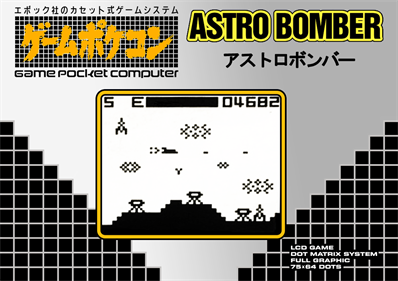 エポック社のカセット式ゲームシステム
ゲームポケコン
Game Pocket Computer
ASTRO BOMBER
アストロボンバー
S E 04682
LCD GAME
DOT MATRIX SYSTEM
FULL GRAPHIC
75×64 DOTS